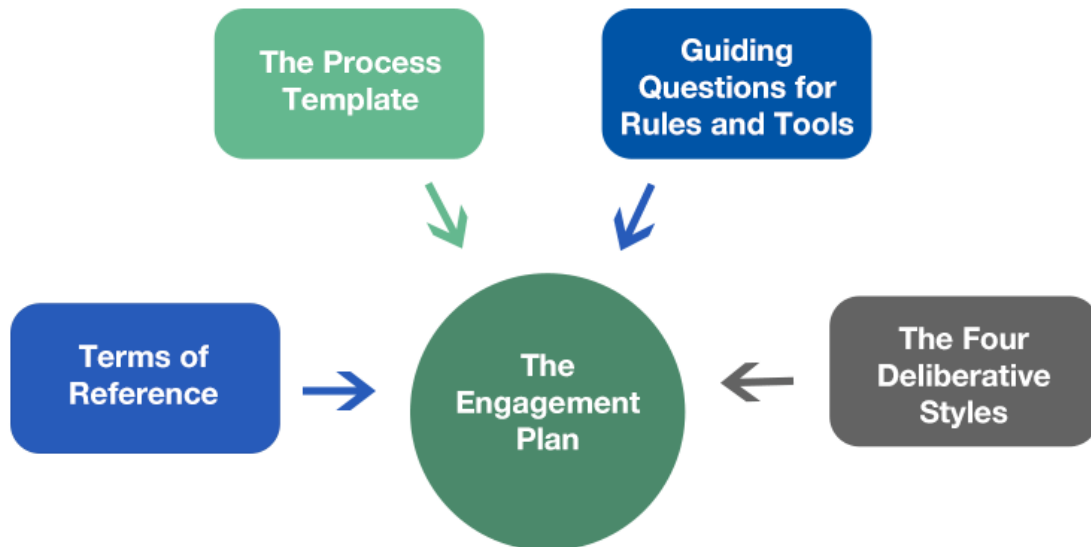 The Process
Template
Guiding
Questions for
Rules and Tools
Terms of
Reference
The
Engagement
Plan
The Four
Deliberative
Styles